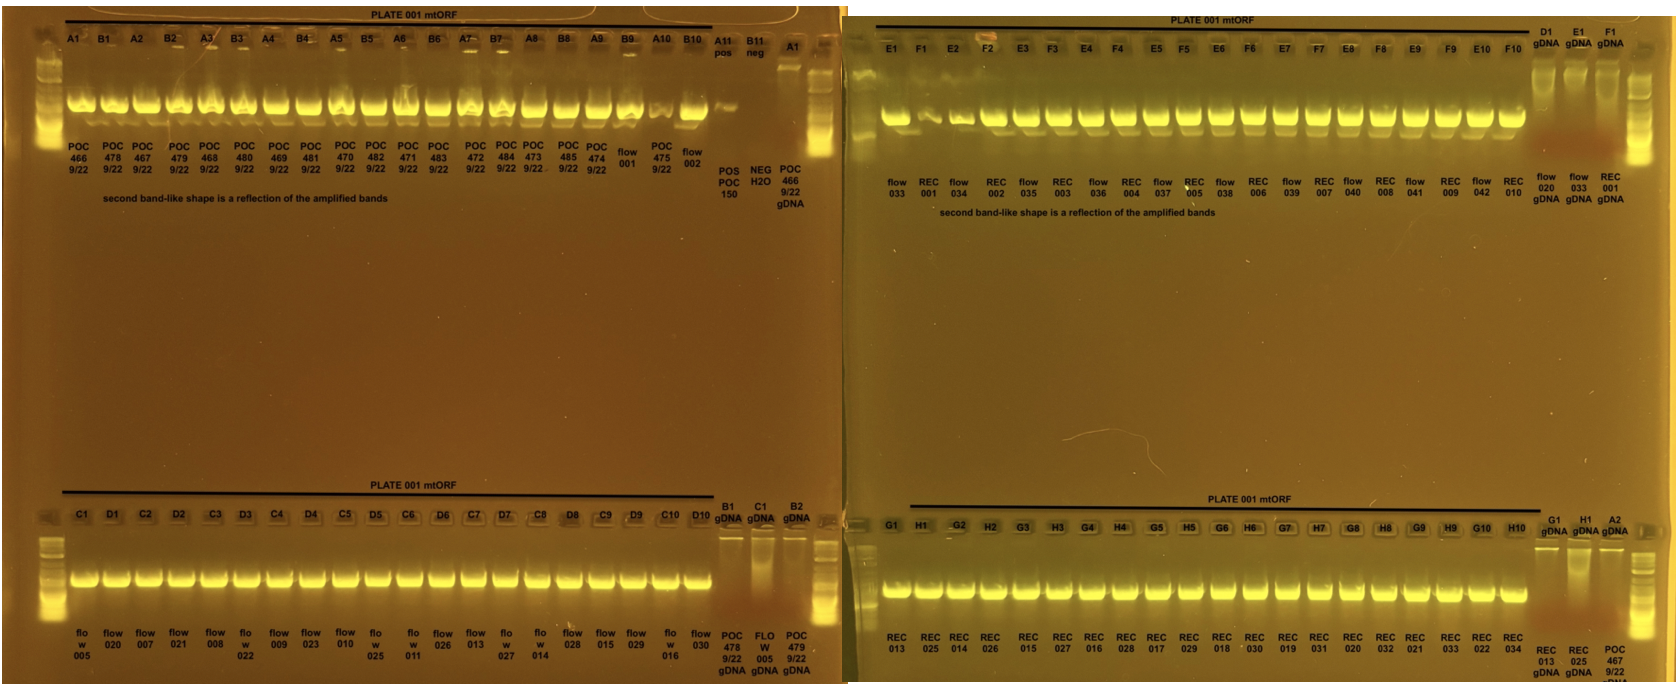 PLATE 001 mtORF
A1 B1 A2 B2 A3 B3 A4 B4 A5 B5 A6 B6 A7 B7 A8 B8 A9 B9 A10 B10 A11 B11 A1
pos neg
POC POC POC POC POC POC POC POC POC POC POC POC POC POC POC POC POC flow POC flow
466 478 467 479 468 480 469 481 470 482 471 483 472 484 473 485 474 001 475 002
9/22 9/22 9/22 9/22 9/22 9/22 9/22 9/22 9/22 9/22 9/22 9/22 9/22 9/22 9/22 9/22 9/22 9/22
POS NEG POC
POC H2O 466
150 9/22
gDNA
second band-like shape is a reflection of the amplified bands
PLATE 001 mtORF
C1 D1 C2 D2 C3 D3 C4 D4 C5 D5 C6 D6 C7 D7 C8 D8 C9 D9 C10 D10 B1 C1 B2
gDNA gDNA gDNA
flo flow flow flow flow flo flow flow flow flo flo flow flow flo flo flow flow flow flo flow
w 020 007 021 008 w 009 023 010 w w 026 013 w w 028 015 029 w 030
005 022 025 011 027 014 016
POC FLO POC
478 W 479
9/22 005 9/22
gDNA gDNA gDNA
PLATE 001 mtORF
E1 F1 E2 F2 E3 F3 E4 F4 E5 F5 E6 F6 E7 F7 E8 F8 E9 F9 E10 F10 D1 E1 F1
gDNA gDNA gDNA
flow REC flow REC flow REC flow REC flow REC flow REC flow REC flow REC flow REC flow REC flow flow REC
033 001 034 002 035 003 036 004 037 005 038 006 039 007 040 008 041 009 042 010 020 033 001
gDNA gDNA gDNA
second band-like shape is a reflection of the amplified bands
PLATE 001 mtORF
G1 H1 G2 H2 G3 H3 G4 H4 G5 H5 G6 H6 G7 H7 G8 H8 G9 H9 G10 H10 G1 H1 A2
gDNA gDNA gDNA
REC REC REC REC REC REC REC REC REC REC REC REC REC REC REC REC REC REC REC REC
013 025 014 026 015 027 016 028 017 029 018 030 019 031 020 032 021 033 022 034
REC REC POC
013 025 467
gDNA gDNA 9/22